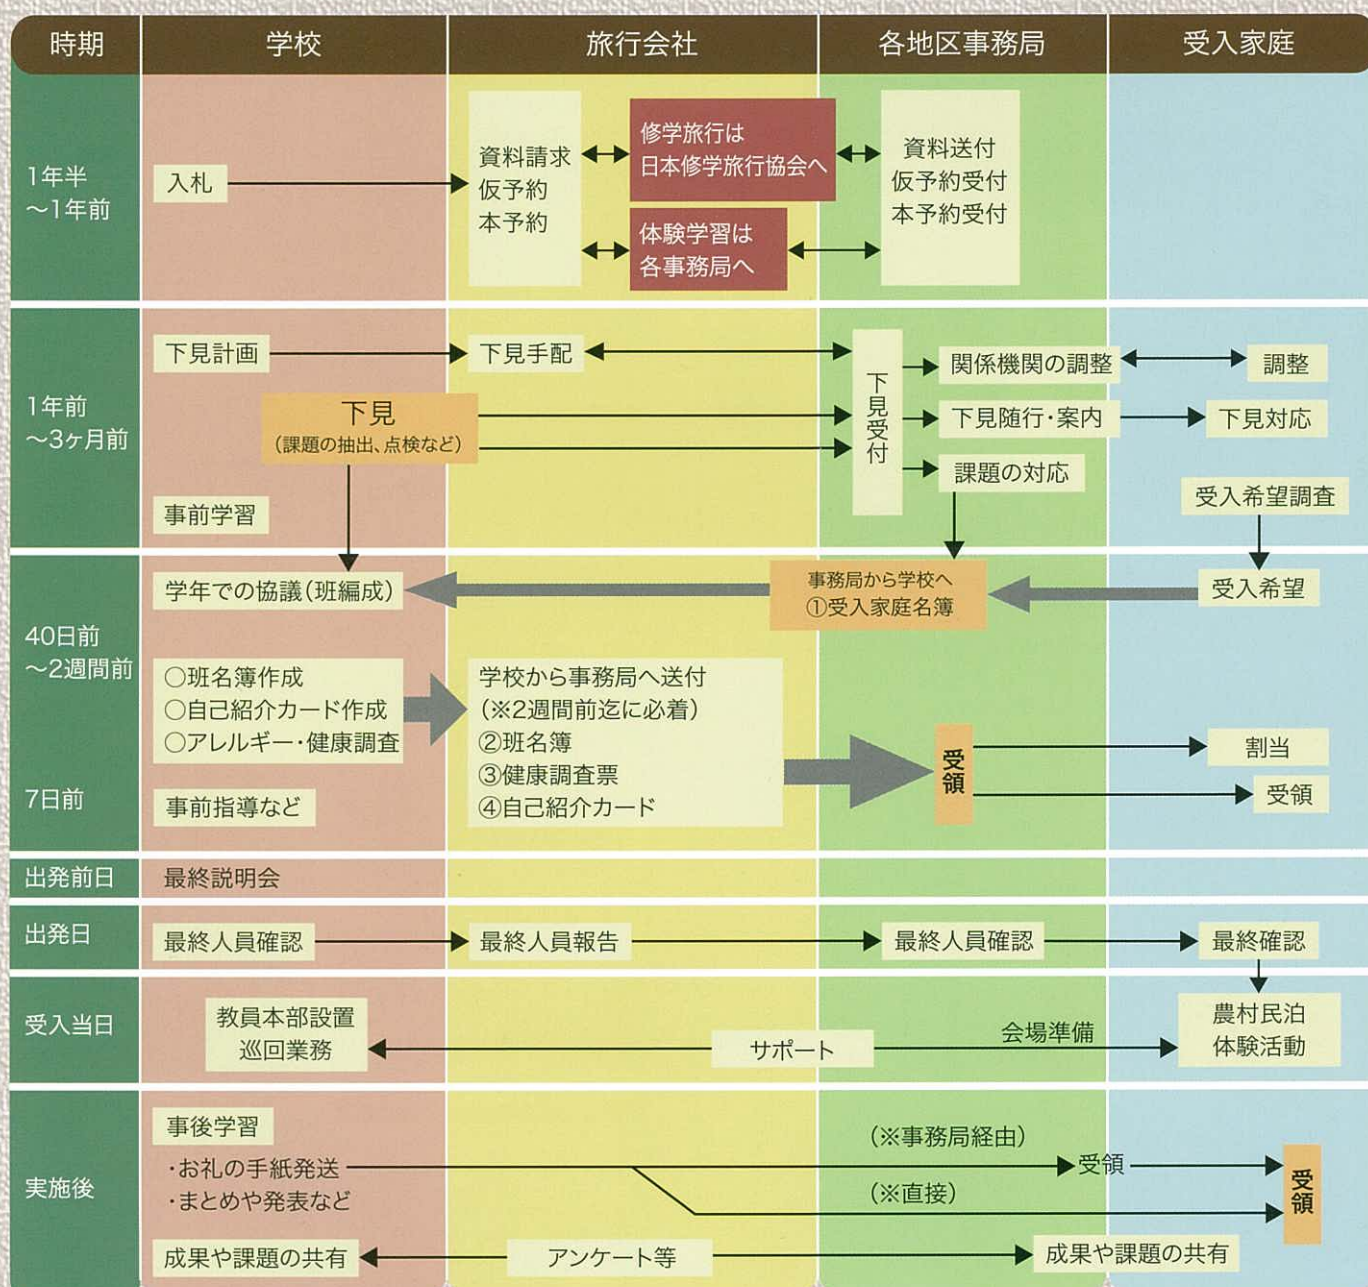 時期
学校
旅行会社
各地区事務局
受入家庭
1年半
～1年前
入札
資料請求
仮予約
本予約
修学旅行は
日本修学旅行協会へ
体験学習は
各事務局へ
資料送付
仮予約受付
本予約受付
1年前
～3ヶ月前
下見計画
下見手配
下見
(課題の抽出、点検など)
事前学習
下見受付
関係機関の調整
下見随行・案内
課題の対応
調整
下見対応
受入希望調査
40日前
～2週間前
学年での協議(班編成)
事務局から学校へ
①受入家庭名簿
受入希望
○班名簿作成
○自己紹介カード作成
○アレルギー・健康調査
学校から事務局へ送付
(※2週間前迄に必着)
②班名簿
③健康調査票
④自己紹介カード
受領
割当
受領
7日前
事前指導など
出発前日
最終説明会
出発日
最終人員確認
最終人員報告
最終人員確認
最終確認
受入当日
教員本部設置
巡回業務
サポート
会場準備
農村民泊
体験活動
実施後
事後学習
・お礼の手紙発送
・まとめや発表など
(※事務局経由)
受領
(※直接)
受領
成果や課題の共有
アンケート等
成果や課題の共有